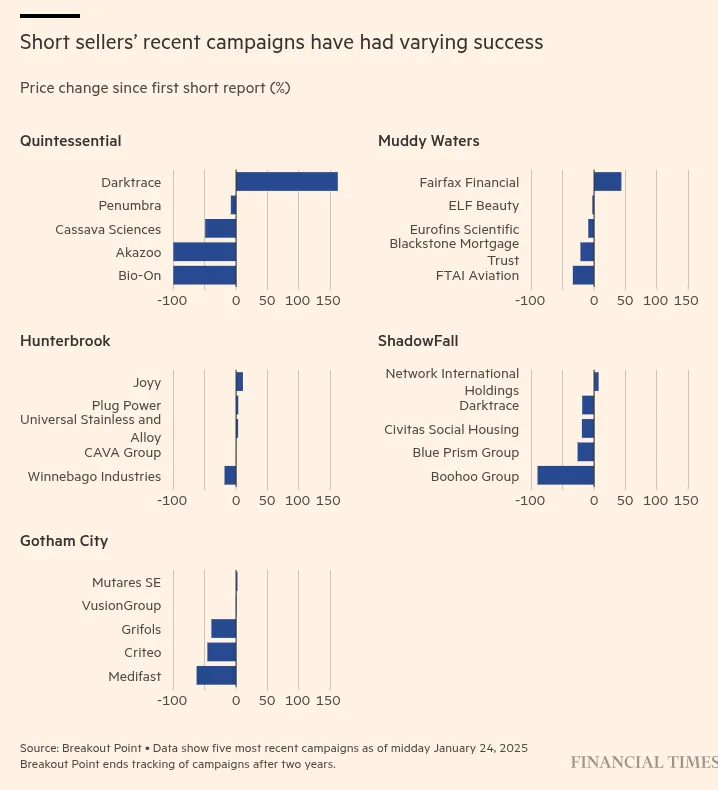 Short sellers’ recent campaigns have had varying success
Price change since first short report (%)
Quintessential
Darktrace
Penumbra
Cassava Sciences
Akazoo
Bio-On
-100 0 50 100 150
Muddy Waters
Fairfax Financial
ELF Beauty
Eurofins Scientific
Blackstone Mortgage
Trust
FTAI Aviation
-100 0 50 100 150
Hunterbrook
Joyy
Plug Power
Universal Stainless and
Alloy
CAVA Group
Winnebago Industries
-100 0 50 100 150
ShadowFall
Network International
Holdings
Darktrace
Civitas Social Housing
Blue Prism Group
Boohoo Group
-100 0 50 100 150
Gotham City
Mutares SE
VusionGroup
Grifols
Criteo
Medifast
-100 0 50 100 150
Source: Breakout Point • Data show five most recent campaigns as of midday January 24, 2025
Breakout Point ends tracking of campaigns after two years.
FINANCIAL TIMES